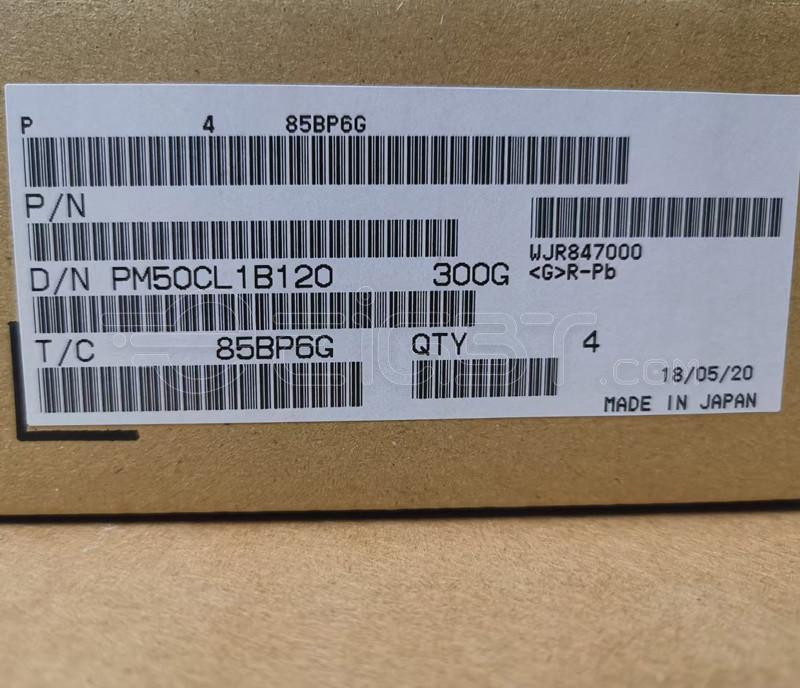 P 4 85BP6G
P/N
WJR847000
D/N PM50CL1B120 300G <G>R-Pb
T/C 85BP6G QTY 4
18/05/20
MADE IN JAPAN